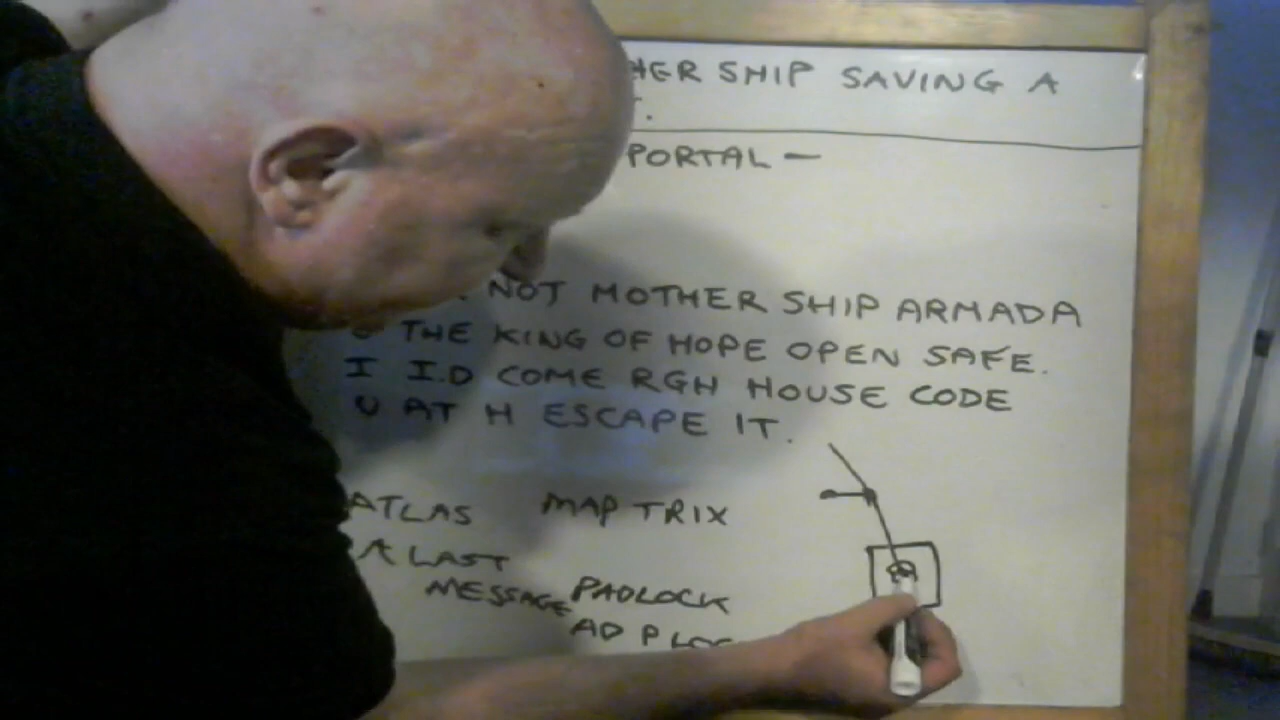 HER SHIP SAVING A
PORTAL —
. NOT MOTHER SHIP ARMADA
THE KING OF HOPE OPEN SAFE.
I I.D COME RGH HOUSE CODE
U AT H ESCAPE IT.
ATLAS MAP TRIX
A LAST
MESSAGE PADLOCK
AD P LOC